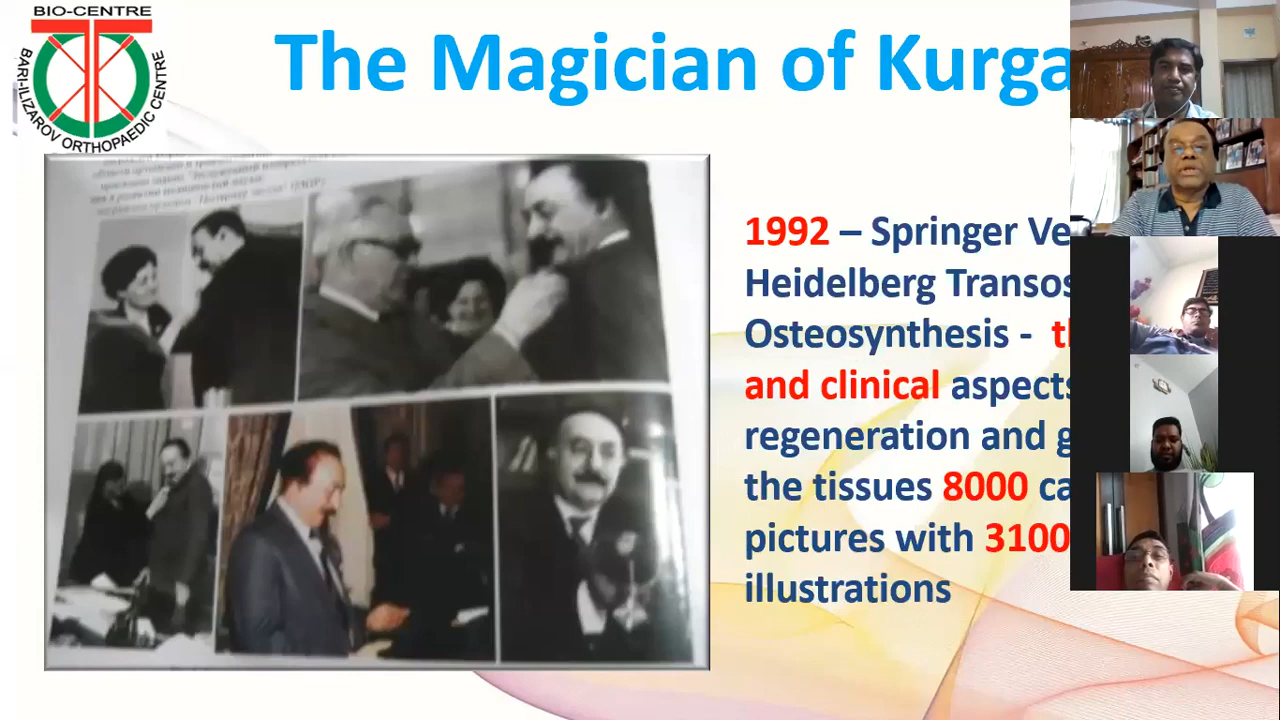 BIO-CENTRE
BARI-ILIZAROV ORTHOPAEDIC CENTRE
The Magician of Kurga
1992 – Springer Ve
Heidelberg Transos
Osteosynthesis - th
and clinical aspects
regeneration and g
the tissues 8000 ca
pictures with 3100
illustrations